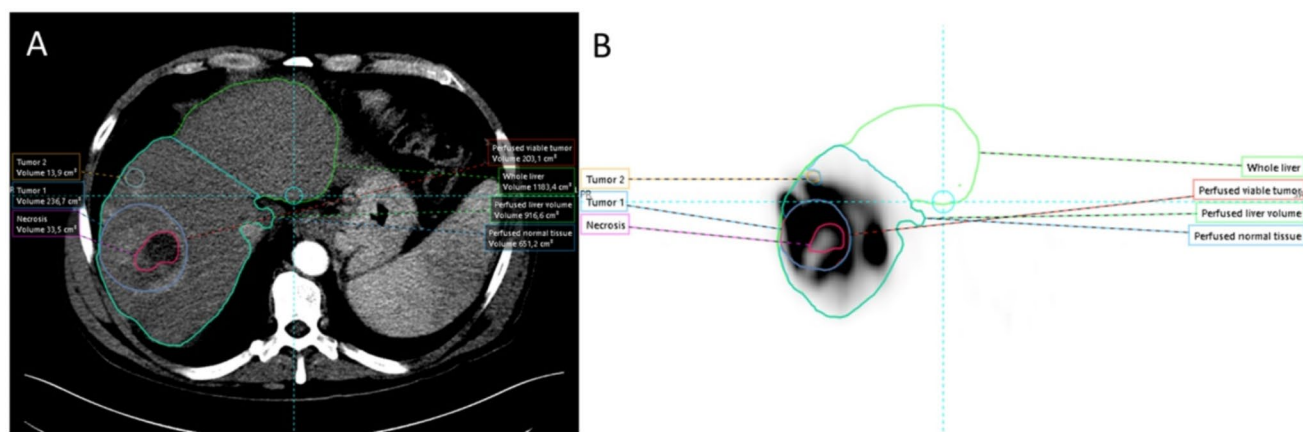 A
Tumor 2
Volume 13,9 cm³
Tumor 1
Volume 236,7 cm³
Necrosis
Volume 33,5 cm³
Perfused viable tumor
Volume 203,1 cm³
Whole liver
Volume 1183,4 cm³
Perfused liver volume
Volume 916,6 cm³
Perfused normal tissue
Volume 651,2 cm³
B
Tumor 2
Tumor 1
Necrosis
Whole liver
Perfused viable tumor
Perfused liver volume
Perfused normal tissue